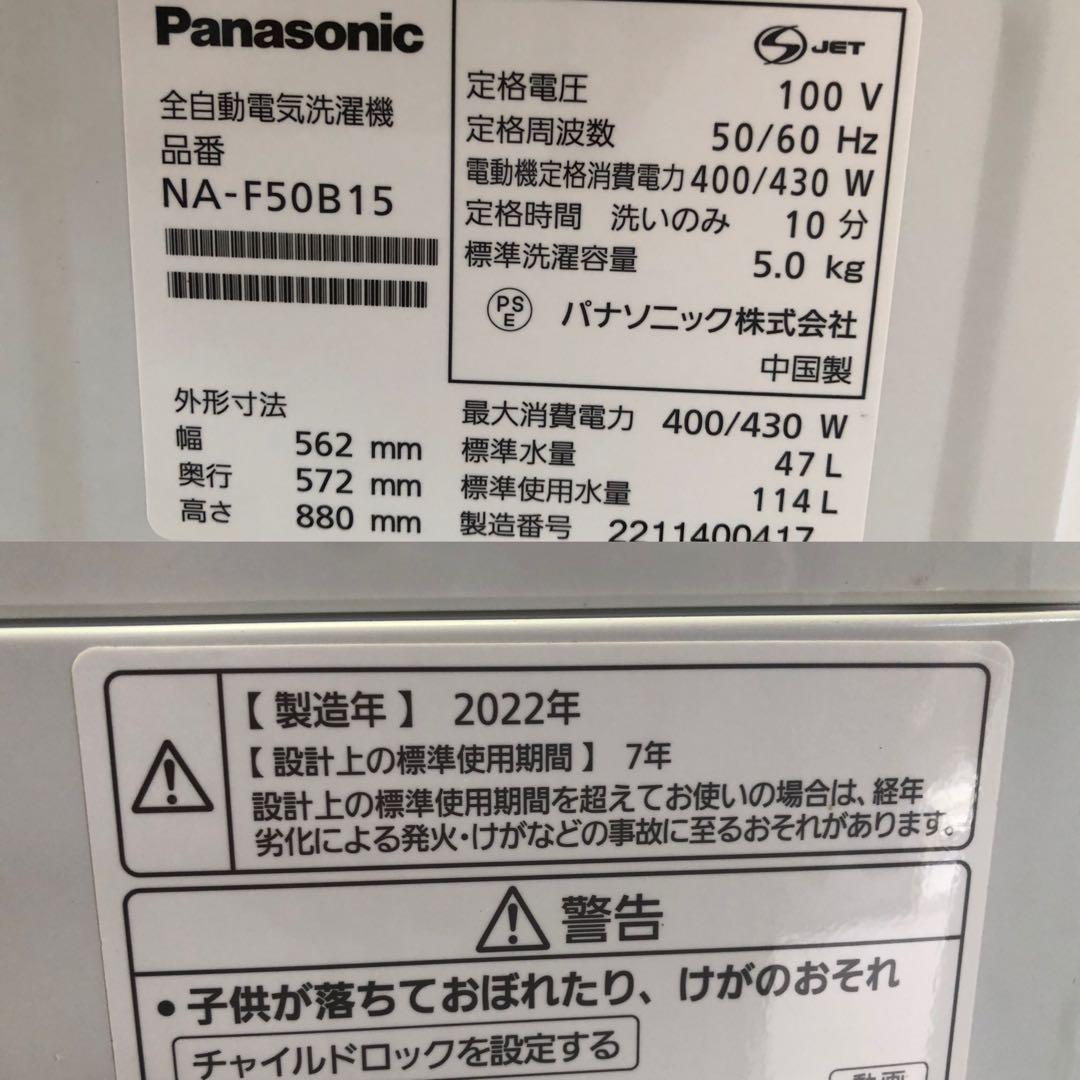 Panasonic
全自動電気洗濯機
品番
NA-F50B15
S JET
定格電圧 100 V
定格周波数 50/60 Hz
電動機定格消費電力 400/430 W
定格時間 洗いのみ 10 分
標準洗濯容量 5.0 kg
PS E パナソニック株式会社
中国製
外形寸法
幅 562 mm
奥行 572 mm
高さ 880 mm
最大消費電力 400/430 W
標準水量 47 L
標準使用水量 114 L
製造番号 2211400417
【 製造年 】 2022年
【 設計上の標準使用期間 】 7年
設計上の標準使用期間を超えてお使いの場合は、経年
劣化による発火・けがなどの事故に至るおそれがあります。
警告
• 子供が落ちておぼれたり、けがのおそれ
チャイルドロックを設定する
動画